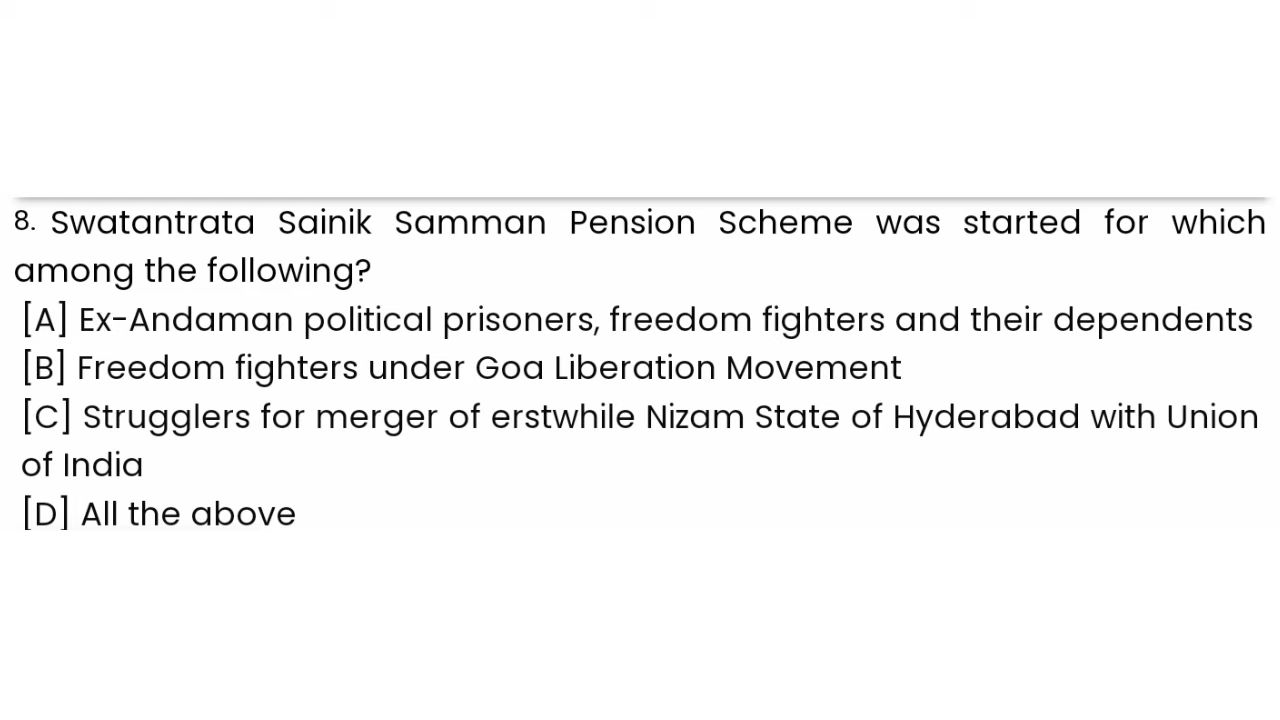 8. Swatantrata Sainik Samman Pension Scheme was started for which
among the following?
[A] Ex-Andaman political prisoners, freedom fighters and their dependents
[B] Freedom fighters under Goa Liberation Movement
[C] Strugglers for merger of erstwhile Nizam State of Hyderabad with Union
of India
[D] All the above